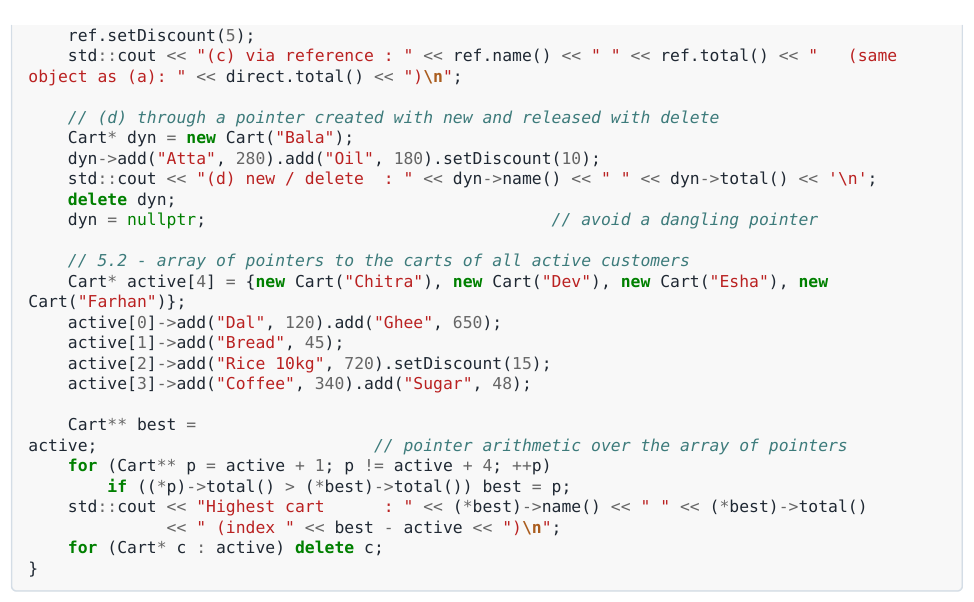 ref.setDiscount(5);
    std::cout << "(c) via reference : " << ref.name() << " " << ref.total() << "   (same
object as (a): " << direct.total() << ")\n";

    // (d) through a pointer created with new and released with delete
    Cart* dyn = new Cart("Bala");
    dyn->add("Atta", 280).add("Oil", 180).setDiscount(10);
    std::cout << "(d) new / delete  : " << dyn->name() << " " << dyn->total() << '\n';
    delete dyn;
    dyn = nullptr;                                   // avoid a dangling pointer

    // 5.2 - array of pointers to the carts of all active customers
    Cart* active[4] = {new Cart("Chitra"), new Cart("Dev"), new Cart("Esha"), new
Cart("Farhan")};
    active[0]->add("Dal", 120).add("Ghee", 650);
    active[1]->add("Bread", 45);
    active[2]->add("Rice 10kg", 720).setDiscount(15);
    active[3]->add("Coffee", 340).add("Sugar", 48);

    Cart** best =
active;                            // pointer arithmetic over the array of pointers
    for (Cart** p = active + 1; p != active + 4; ++p)
        if ((*p)->total() > (*best)->total()) best = p;
    std::cout << "Highest cart      : " << (*best)->name() << " " << (*best)->total()
              << " (index " << best - active << ")\n";
    for (Cart* c : active) delete c;
}